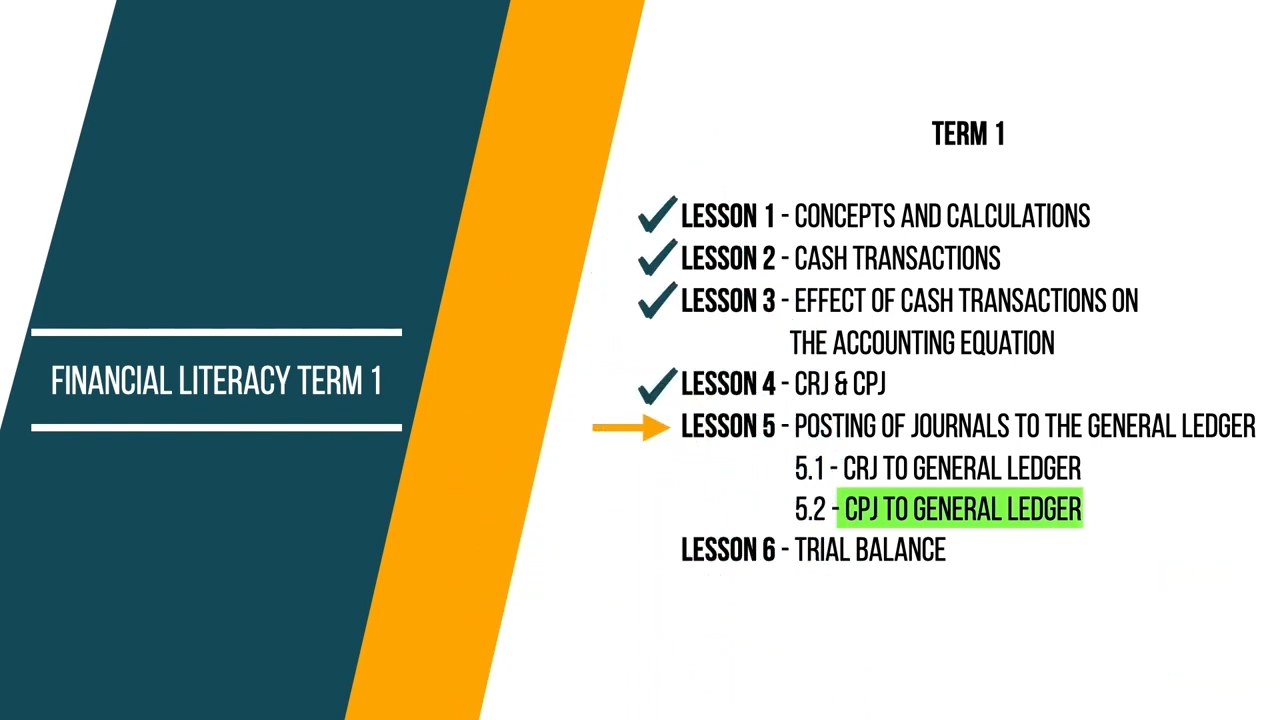 FINANCIAL LITERACY TERM 1
TERM 1
LESSON 1 - CONCEPTS AND CALCULATIONS
LESSON 2 - CASH TRANSACTIONS
LESSON 3 - EFFECT OF CASH TRANSACTIONS ON
THE ACCOUNTING EQUATION
LESSON 4 - CRJ & CPJ
LESSON 5 - POSTING OF JOURNALS TO THE GENERAL LEDGER
5.1 - CRJ TO GENERAL LEDGER
5.2 - CPJ TO GENERAL LEDGER
LESSON 6 - TRIAL BALANCE